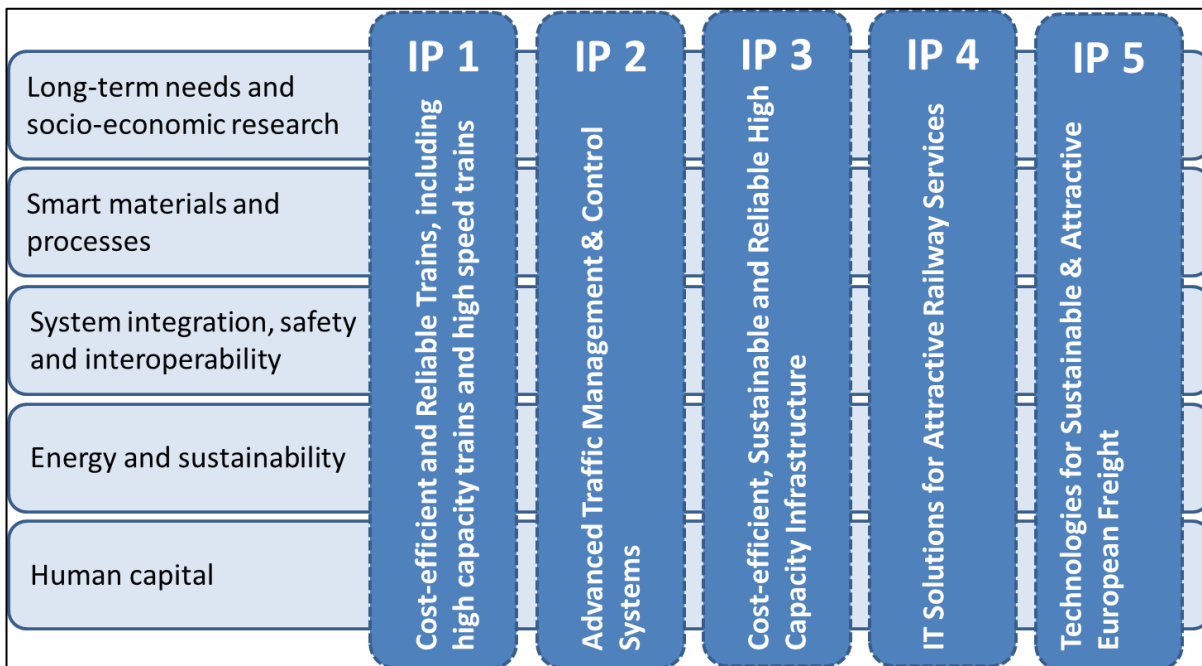 Long-term needs and
socio-economic research
Smart materials and
processes
System integration, safety
and interoperability
Energy and sustainability
Human capital
IP 1
Cost-efficient and Reliable Trains, including
high capacity trains and high speed trains
IP 2
Advanced Traffic Management & Control
Systems
IP 3
Cost-efficient, Sustainable and Reliable High
Capacity Infrastructure
IP 4
IT Solutions for Attractive Railway Services
IP 5
Technologies for Sustainable & Attractive
European Freight